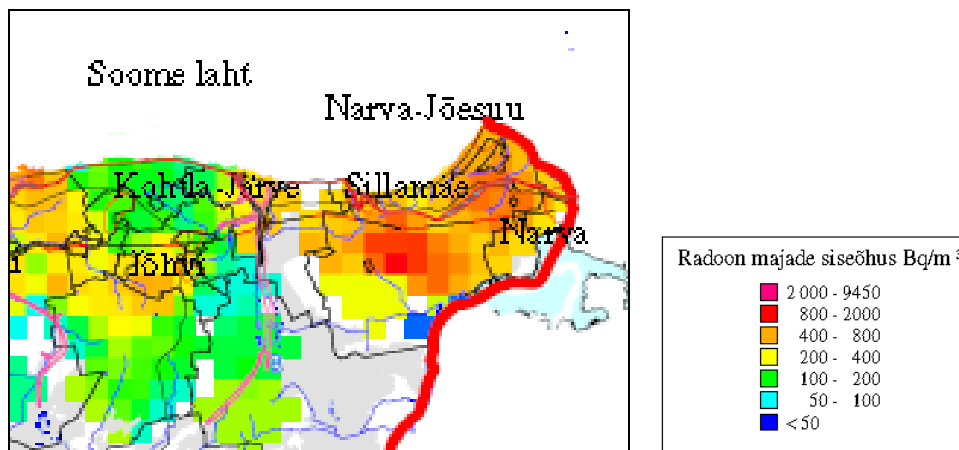 Soome laht
Narva-Jõesuu
Kohtla-Järve
Sillamäe
Narva
Jõhvi
Radoon majade siseõhus Bq/m ³
2 000 - 9450
800 - 2000
400 - 800
200 - 400
100 - 200
50 - 100
< 50